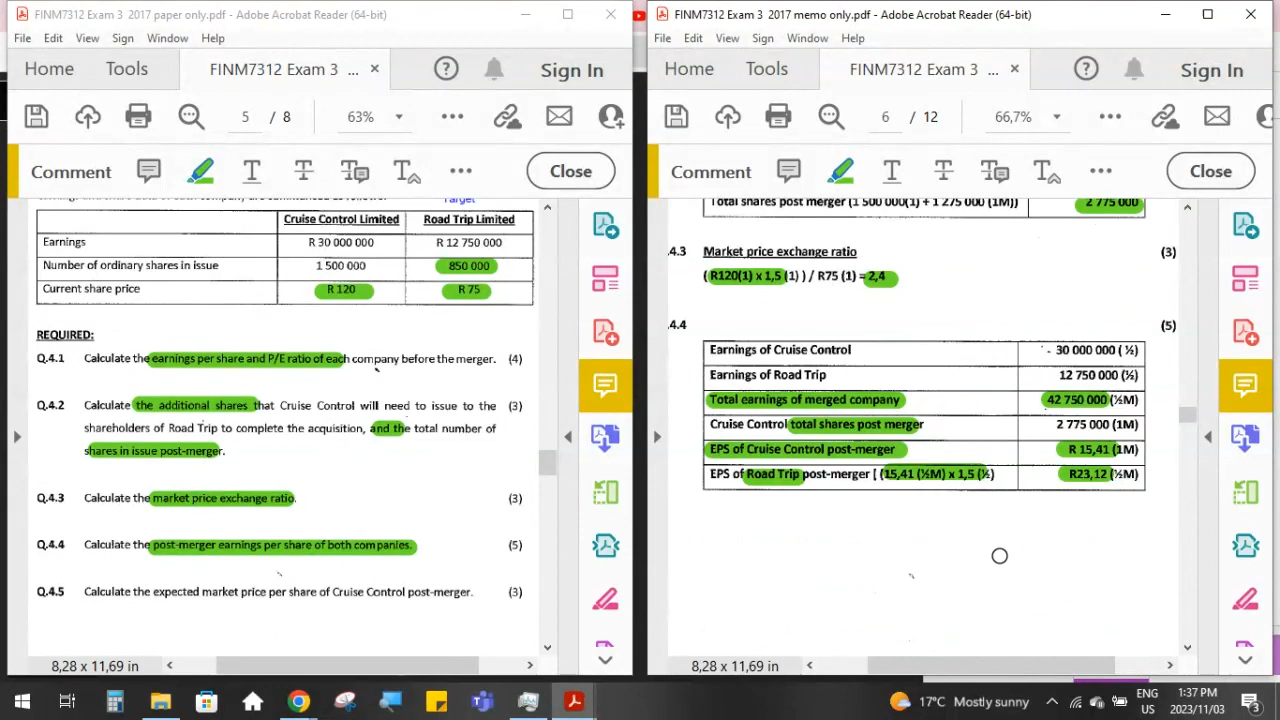 FINM7312 Exam 3 2017 paper only.pdf - Adobe Acrobat Reader (64-bit)
File Edit View Sign Window Help
Home Tools FINM7312 Exam 3 ... × Sign In
5 / 8 63%
Comment Close
Target
Cruise Control Limited Road Trip Limited
Earnings R 30 000 000 R 12 750 000
Number of ordinary shares in issue 1 500 000 850 000
Current share price R 120 R 75
REQUIRED:
Q.4.1 Calculate the earnings per share and P/E ratio of each company before the merger. (4)
Q.4.2 Calculate the additional shares that Cruise Control will need to issue to the (3)
shareholders of Road Trip to complete the acquisition, and the total number of
shares in issue post-merger.
Q.4.3 Calculate the market price exchange ratio. (3)
Q.4.4 Calculate the post-merger earnings per share of both companies. (5)
Q.4.5 Calculate the expected market price per share of Cruise Control post-merger. (3)
8,28 x 11,69 in
FINM7312 Exam 3 2017 memo only.pdf - Adobe Acrobat Reader (64-bit)
File Edit View Sign Window Help
Home Tools FINM7312 Exam 3 ... × Sign In
6 / 12 66,7%
Comment Close
Total shares post merger (1 500 000(1) + 1 275 000 (1M)) 2 775 000
.4.3 Market price exchange ratio (3)
(R120(1) x 1,5 (1) ) / R75 (1) = 2,4
.4.4 (5)
Earnings of Cruise Control 30 000 000 ( ½)
Earnings of Road Trip 12 750 000 (½)
Total earnings of merged company 42 750 000 (½M)
Cruise Control total shares post merger 2 775 000 (1M)
EPS of Cruise Control post-merger R 15,41 (1M)
EPS of Road Trip post-merger [ (15,41 (½M) x 1,5 (½) R23,12 (½M)
8,28 x 11,69 in
17°C Mostly sunny
ENG
US
1:37 PM
2023/11/03
3